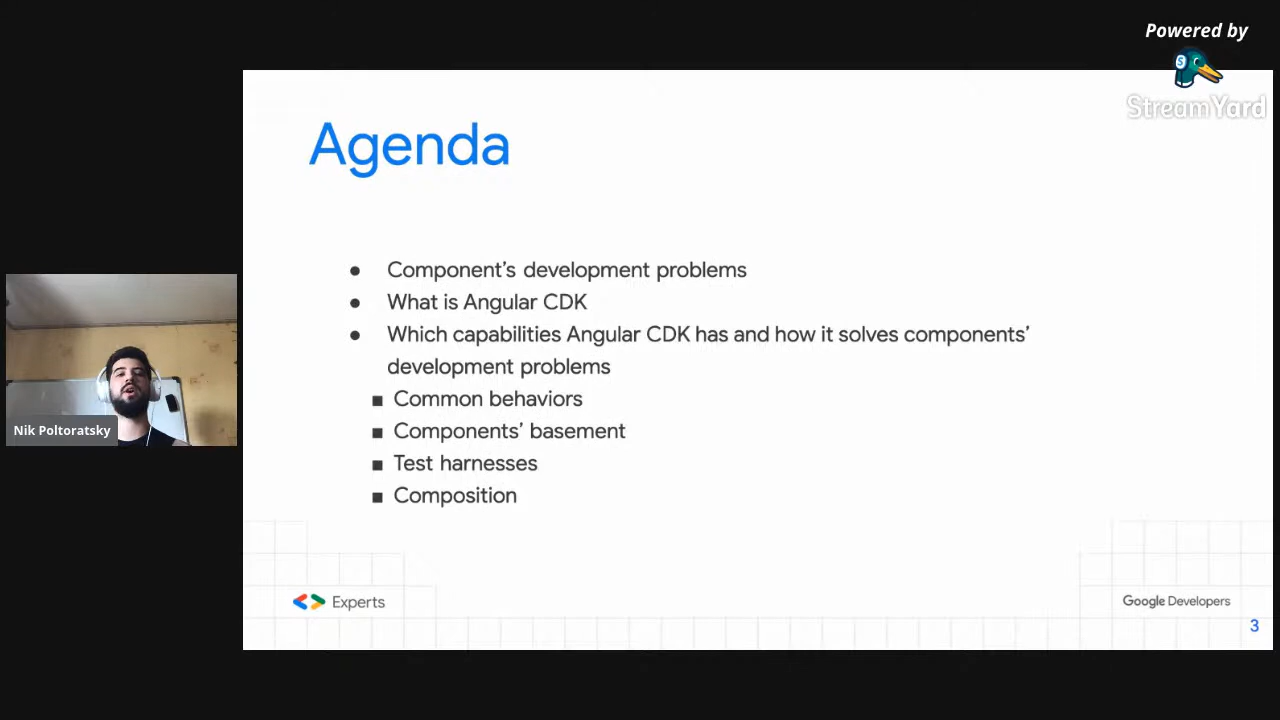 Powered by
StreamYard
Agenda
● Component’s development problems
● What is Angular CDK
● Which capabilities Angular CDK has and how it solves components’
development problems
■ Common behaviors
■ Components’ basement
■ Test harnesses
■ Composition
Nik Poltoratsky
<> Experts
Google Developers
3